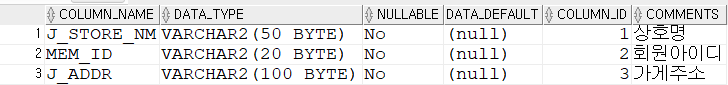 COLUMN_NAME DATA_TYPE NULLABLE DATA_DEFAULT COLUMN_ID COMMENTS
1 J_STORE_NM VARCHAR2(50 BYTE) No (null) 1 상호명
2 MEM_ID VARCHAR2(20 BYTE) No (null) 2 회원아이디
3 J_ADDR VARCHAR2(100 BYTE) No (null) 3 가게주소